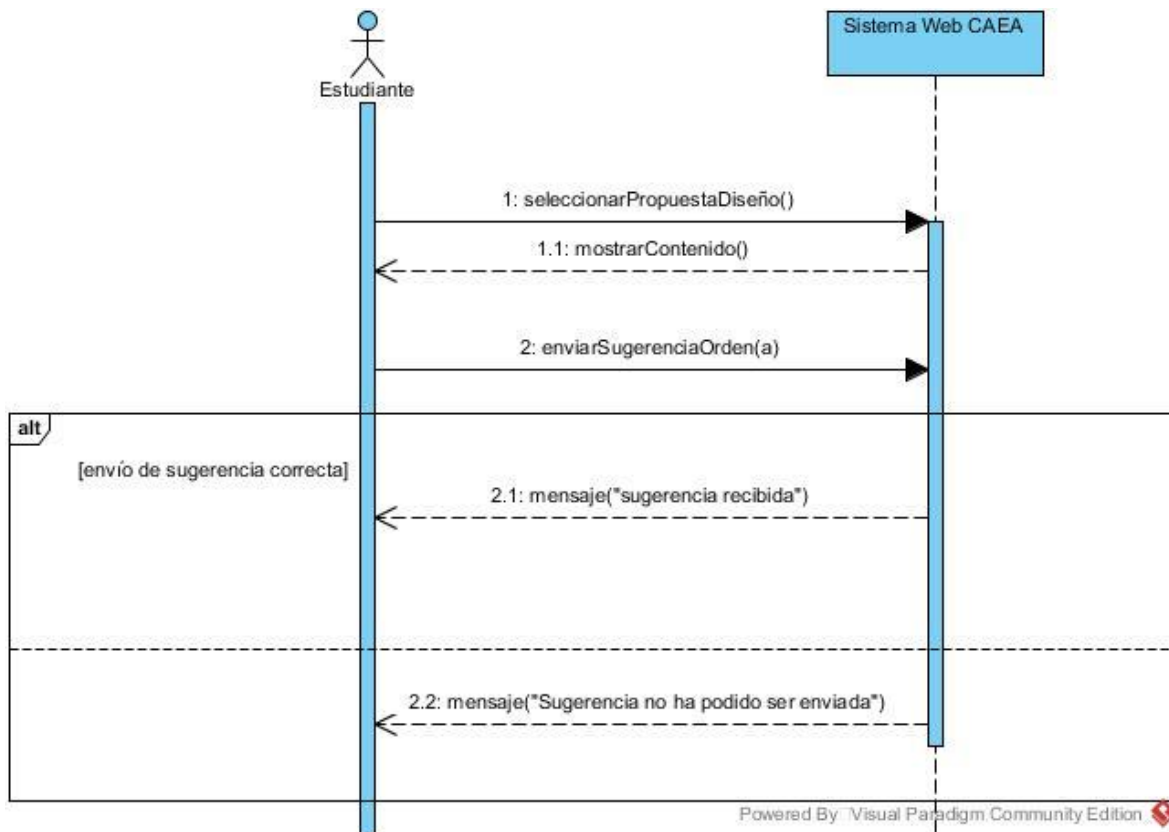 Sistema Web CAEA
Estudiante
1: seleccionarPropuestaDiseño()
1.1: mostrarContenido()
2: enviarSugerenciaOrden(a)
alt
[envío de sugerencia correcta]
2.1: mensaje("sugerencia recibida")
2.2: mensaje("Sugerencia no ha podido ser enviada")
Powered By Visual Paradigm Community Edition